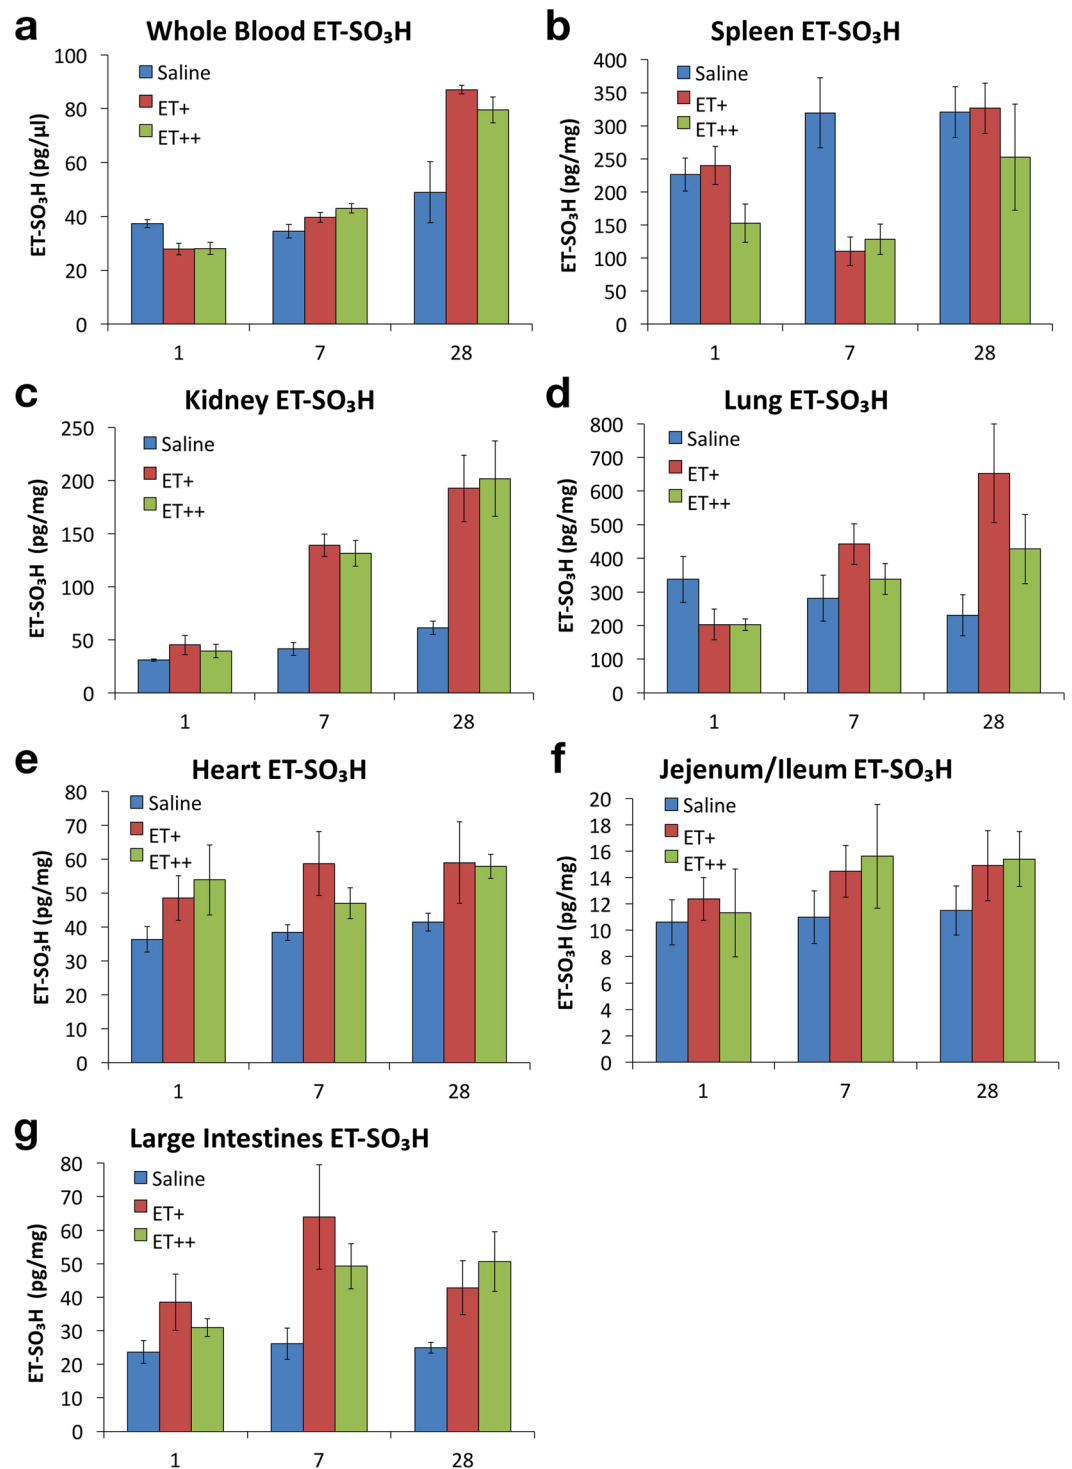 a
Whole Blood ET-SO₃H
ET-SO₃H (pg/µl)
100
80
60
40
20
0
Saline
ET+
ET++
1 7 28
b
Spleen ET-SO₃H
ET-SO₃H (pg/mg)
400
350
300
250
200
150
100
50
0
Saline
ET+
ET++
1 7 28
c
Kidney ET-SO₃H
ET-SO₃H (pg/mg)
250
200
150
100
50
0
Saline
ET+
ET++
1 7 28
d
Lung ET-SO₃H
ET-SO₃H (pg/mg)
800
700
600
500
400
300
200
100
0
Saline
ET+
ET++
1 7 28
e
Heart ET-SO₃H
ET-SO₃H (pg/mg)
80
70
60
50
40
30
20
10
0
Saline
ET+
ET++
1 7 28
f
Jejenum/Ileum ET-SO₃H
ET-SO₃H (pg/mg)
20
18
16
14
12
10
8
6
4
2
0
Saline
ET+
ET++
1 7 28
g
Large Intestines ET-SO₃H
ET-SO₃H (pg/mg)
80
70
60
50
40
30
20
10
0
Saline
ET+
ET++
1 7 28